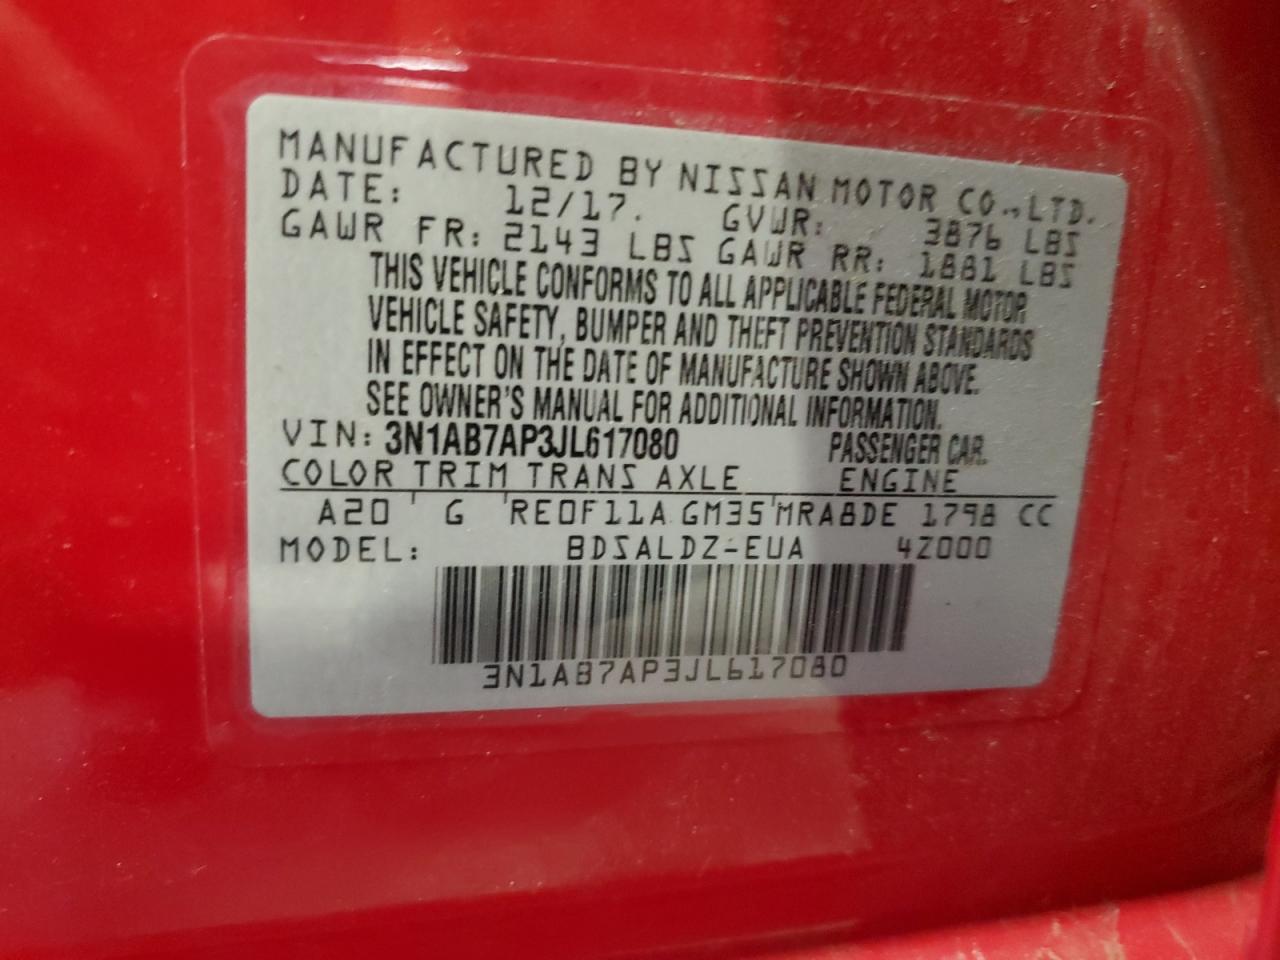 MANUFACTURED BY NISSAN MOTOR CO.,LTD.
DATE: 12/17. GVWR: 3876 LBS
GAWR FR: 2143 LBS GAWR RR: 1881 LBS
THIS VEHICLE CONFORMS TO ALL APPLICABLE FEDERAL MOTOR
VEHICLE SAFETY, BUMPER AND THEFT PREVENTION STANDARDS
IN EFFECT ON THE DATE OF MANUFACTURE SHOWN ABOVE.
SEE OWNER'S MANUAL FOR ADDITIONAL INFORMATION.
VIN: 3N1AB7AP3JL617080 PASSENGER CAR.
COLOR TRIM TRANS AXLE ENGINE
A20 G RE0F11A GM35 MRA8DE 1798 CC
MODEL: BDSALDZ-EUA 4Z000
3N1AB7AP3JL617080